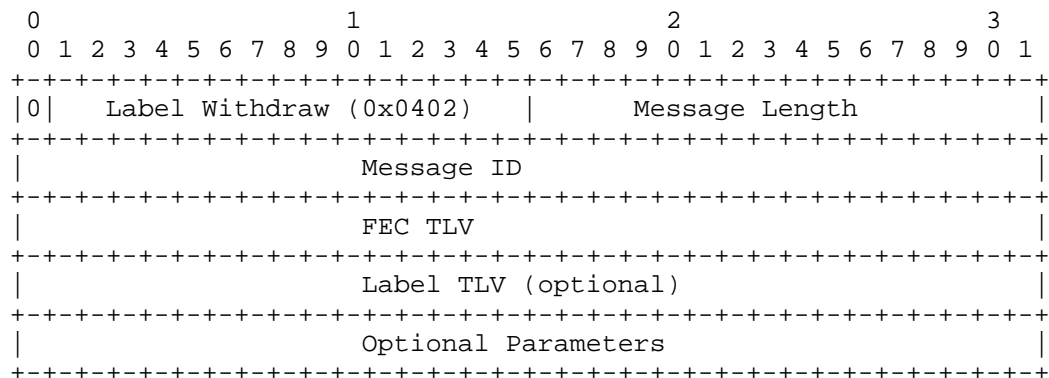 0                   1                   2                   3
 0 1 2 3 4 5 6 7 8 9 0 1 2 3 4 5 6 7 8 9 0 1 2 3 4 5 6 7 8 9 0 1
+-+-+-+-+-+-+-+-+-+-+-+-+-+-+-+-+-+-+-+-+-+-+-+-+-+-+-+-+-+-+-+-+
|0|   Label Withdraw (0x0402)   |      Message Length           |
+-+-+-+-+-+-+-+-+-+-+-+-+-+-+-+-+-+-+-+-+-+-+-+-+-+-+-+-+-+-+-+-+
|                     Message ID                                |
+-+-+-+-+-+-+-+-+-+-+-+-+-+-+-+-+-+-+-+-+-+-+-+-+-+-+-+-+-+-+-+-+
|                     FEC TLV                                   |
+-+-+-+-+-+-+-+-+-+-+-+-+-+-+-+-+-+-+-+-+-+-+-+-+-+-+-+-+-+-+-+-+
|                     Label TLV (optional)                      |
+-+-+-+-+-+-+-+-+-+-+-+-+-+-+-+-+-+-+-+-+-+-+-+-+-+-+-+-+-+-+-+-+
|                     Optional Parameters                       |
+-+-+-+-+-+-+-+-+-+-+-+-+-+-+-+-+-+-+-+-+-+-+-+-+-+-+-+-+-+-+-+-+